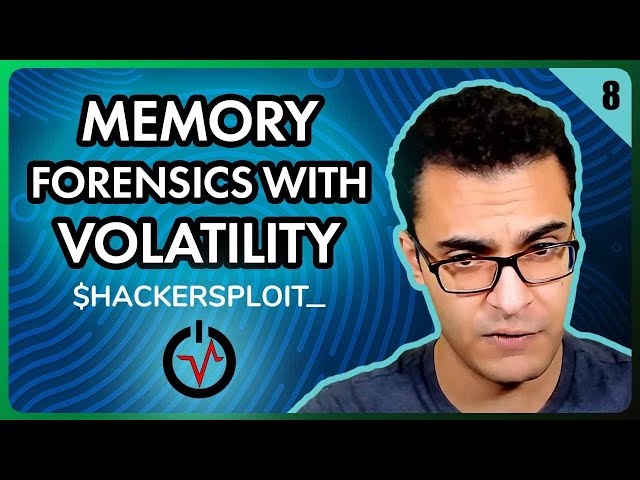 8
MEMORY
FORENSICS WITH
VOLATILITY
$HACKERSPLOIT_